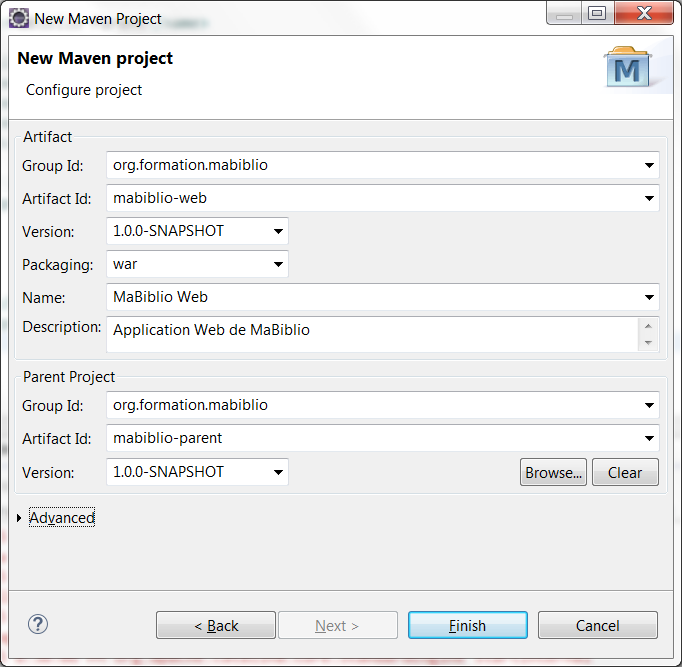 New Maven Project
New Maven project
Configure project
M
Artifact
Group Id: org.formation.mabiblio
Artifact Id: mabiblio-web
Version: 1.0.0-SNAPSHOT
Packaging: war
Name: MaBiblio Web
Description: Application Web de MaBiblio
Parent Project
Group Id: org.formation.mabiblio
Artifact Id: mabiblio-parent
Version: 1.0.0-SNAPSHOT Browse... Clear
Advanced
? < Back Next > Finish Cancel